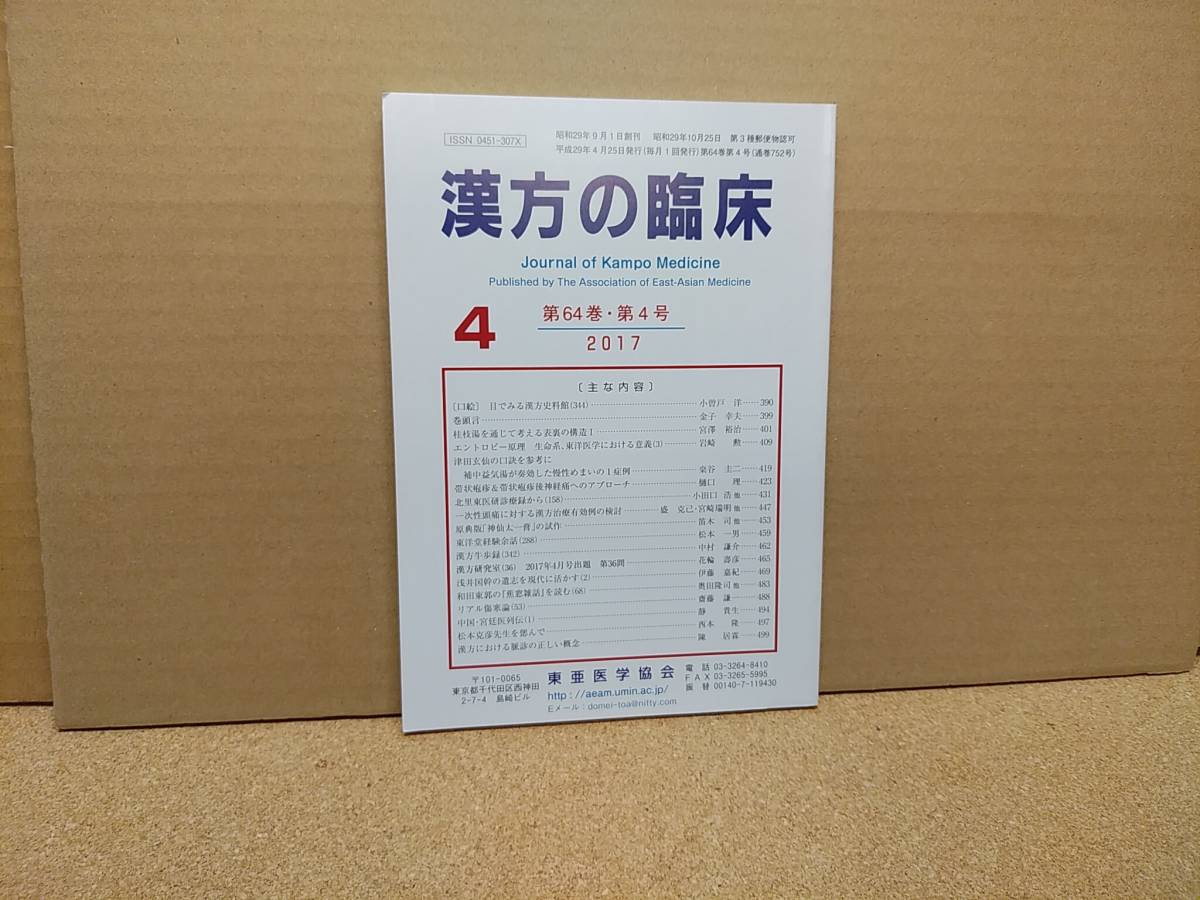 ISSN 0451-307X
昭和29年9月1日創刊 昭和29年10月25日 第3種郵便物認可
平成29年4月25日発行(毎月1回発行)第64巻第4号(通巻752号)
漢方の臨床
Journal of Kampo Medicine
Published by The Association of East-Asian Medicine
4
第64巻・第4号
2017
〔主な内容〕
〔口絵〕 目でみる漢方史料館(344)……小曽戸 洋……390
巻頭言……金子 幸夫……399
桂枝湯を通じて考える表裏の構造Ⅰ……宮澤 裕治……401
エントロピー原理 生命系、東洋医学における意義(3)……岩崎 勲……409
津田玄仙の口訣を参考に
補中益気湯が奏効した慢性めまいの1症例……桒谷 圭二……419
帯状疱疹&帯状疱疹後神経痛へのアプローチ……樋口 理……423
北里東医研診療録から(158)……小田口 浩 他……431
一次性頭痛に対する漢方治療有効例の検討……盛 克己・宮崎瑞明 他……447
原典版「神仙太一膏」の試作……笛木 司 他……453
東洋堂経験余話(288)……松本 一男……459
漢方牛歩録(342)……中村 謙介……462
漢方研究室(36) 2017年4月号出題 第36問……花輪 壽彦……465
浅井国幹の遺志を現代に活かす(2)……伊藤 嘉紀……469
和田東郭の『蕉窓雑話』を読む(68)……奥田隆司 他……483
リアル傷寒論(53)……齋藤 謙一……488
中国・宮廷医列伝(1)……静 貴生……494
松本克彦先生を偲んで……西本 隆……497
漢方における脈診の正しい概念……陳 居霖……499
〒101-0065
東京都千代田区西神田
2-7-4 島崎ビル
東亜医学協会
http://aeam.umin.ac.jp/
Eメール:domei-toa@nifty.com
電話 03-3264-8410
FAX 03-3265-5995
振替 00140-7-119430